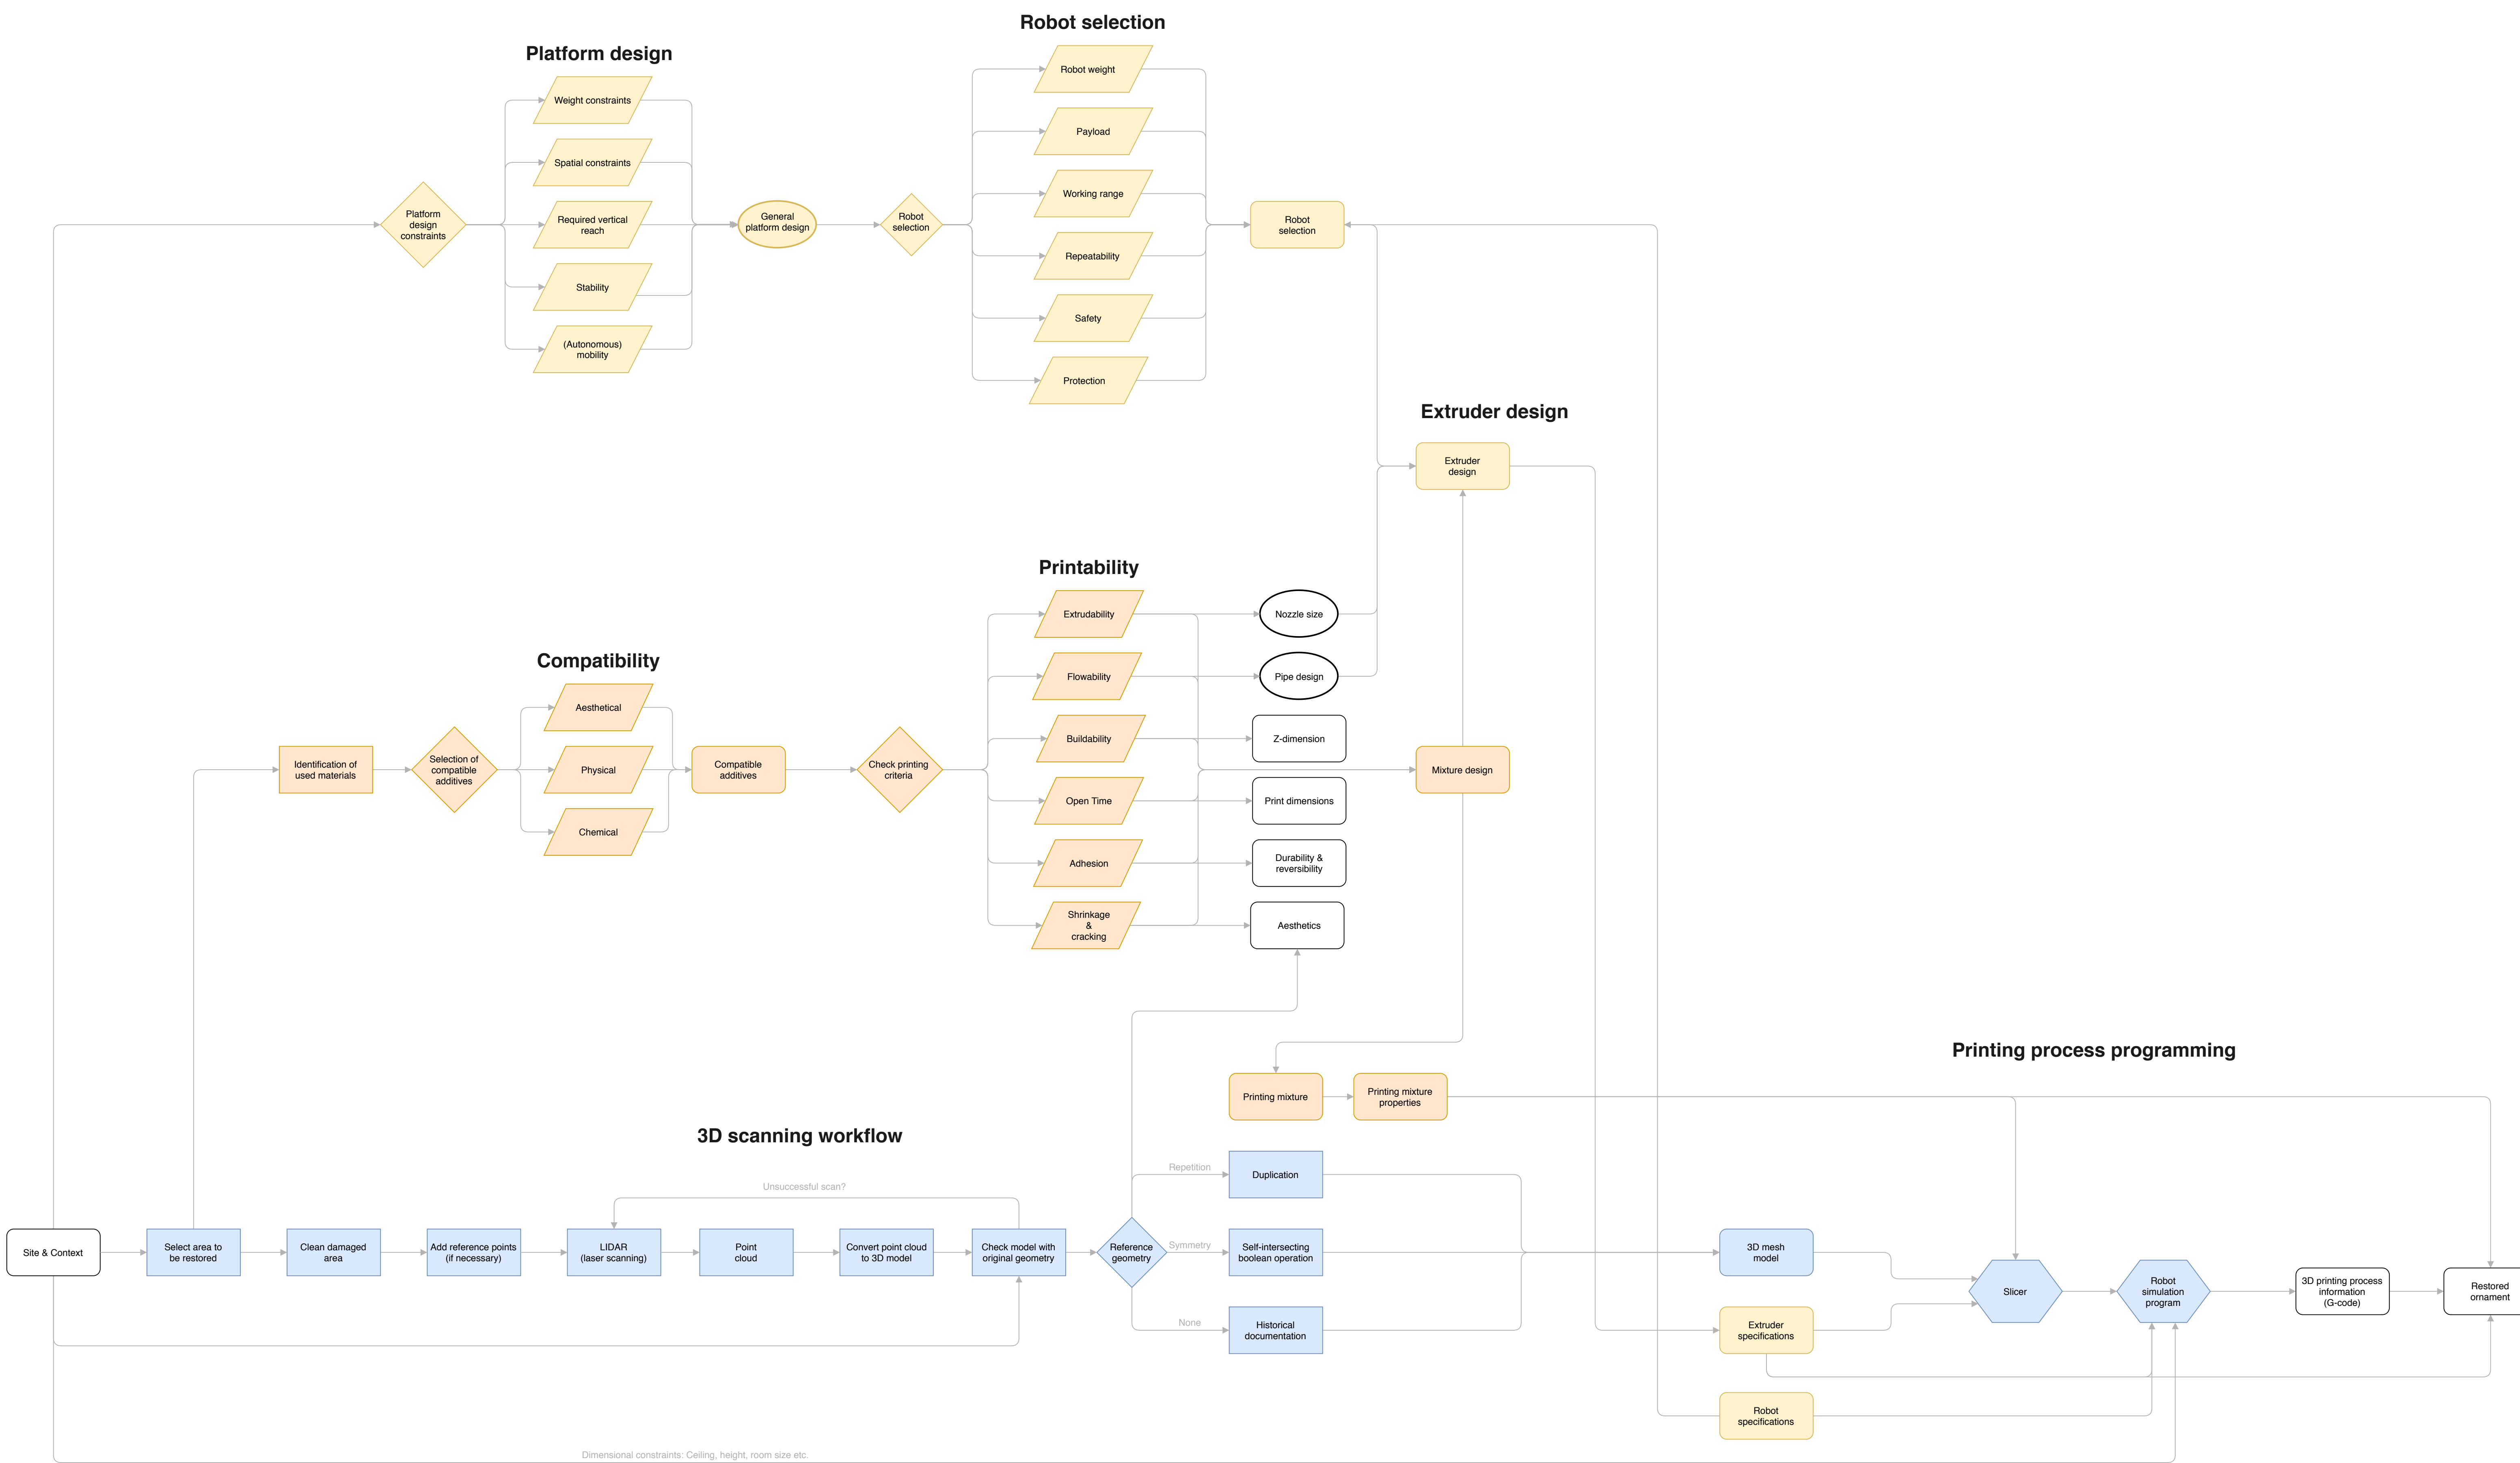 Robot selection
Platform design
Robot weight
Weight constraints
Payload
Spatial constraints
Working range
Platform
design
constraints
Required vertical
reach
General
platform design
Robot
selection
Robot
selection
Repeatability
Stability
Safety
(Autonomous)
mobility
Protection
Extruder design
Extruder
design
Printability
Extrudability
Nozzle size
Compatibility
Flowability
Pipe design
Aesthetical
Buildability
Z-dimension
Identification of
used materials
Selection of
compatible
additives
Physical
Compatible
additives
Check printing
criteria
Mixture design
Open Time
Print dimensions
Chemical
Adhesion
Durability &
reversibility
Shrinkage
&
cracking
Aesthetics
Printing process programming
Printing mixture
Printing mixture
properties
3D scanning workflow
Repetition
Duplication
Unsuccessful scan?
Site & Context
Select area to
be restored
Clean damaged
area
Add reference points
(if necessary)
LIDAR
(laser scanning)
Point
cloud
Convert point cloud
to 3D model
Check model with
original geometry
Reference
geometry
Symmetry
Self-intersecting
boolean operation
3D mesh
model
Slicer
Robot
simulation
program
3D printing process
information
(G-code)
Restored
ornament
None
Historical
documentation
Extruder
specifications
Robot
specifications
Dimensional constraints: Ceiling, height, room size etc.